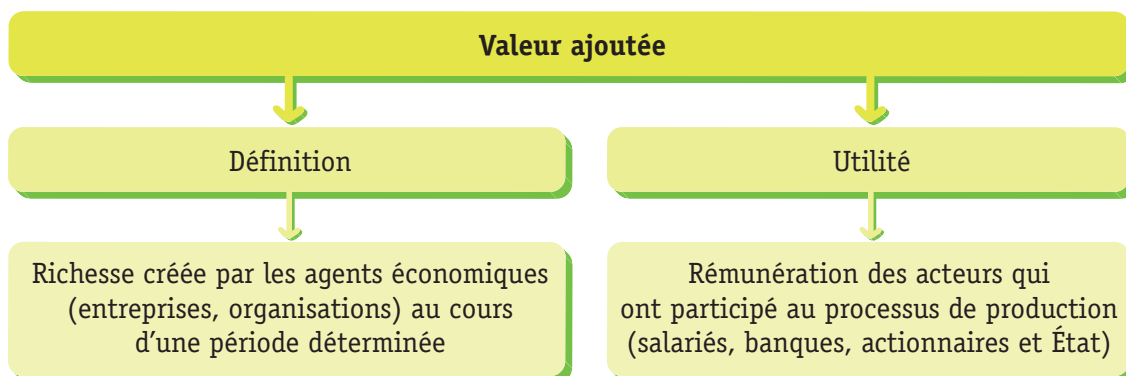 Valeur ajoutée
Définition
Utilité
Richesse créée par les agents économiques
(entreprises, organisations) au cours
d'une période déterminée
Rémunération des acteurs qui
ont participé au processus de production
(salariés, banques, actionnaires et État)